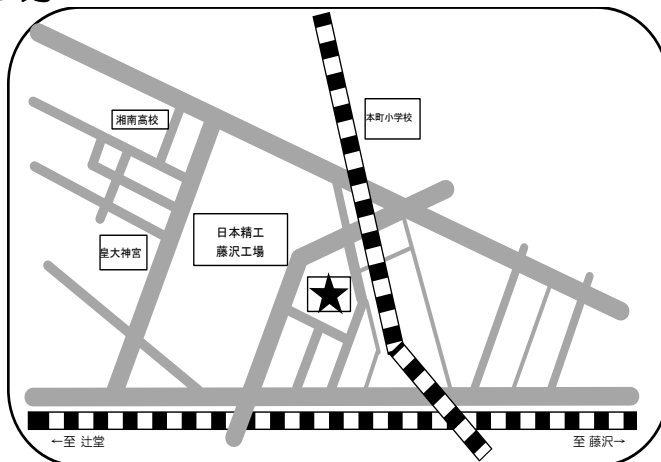 湘南高校
本町小学校
日本精工
藤沢工場
皇大神宮
←至 辻堂
至 藤沢→